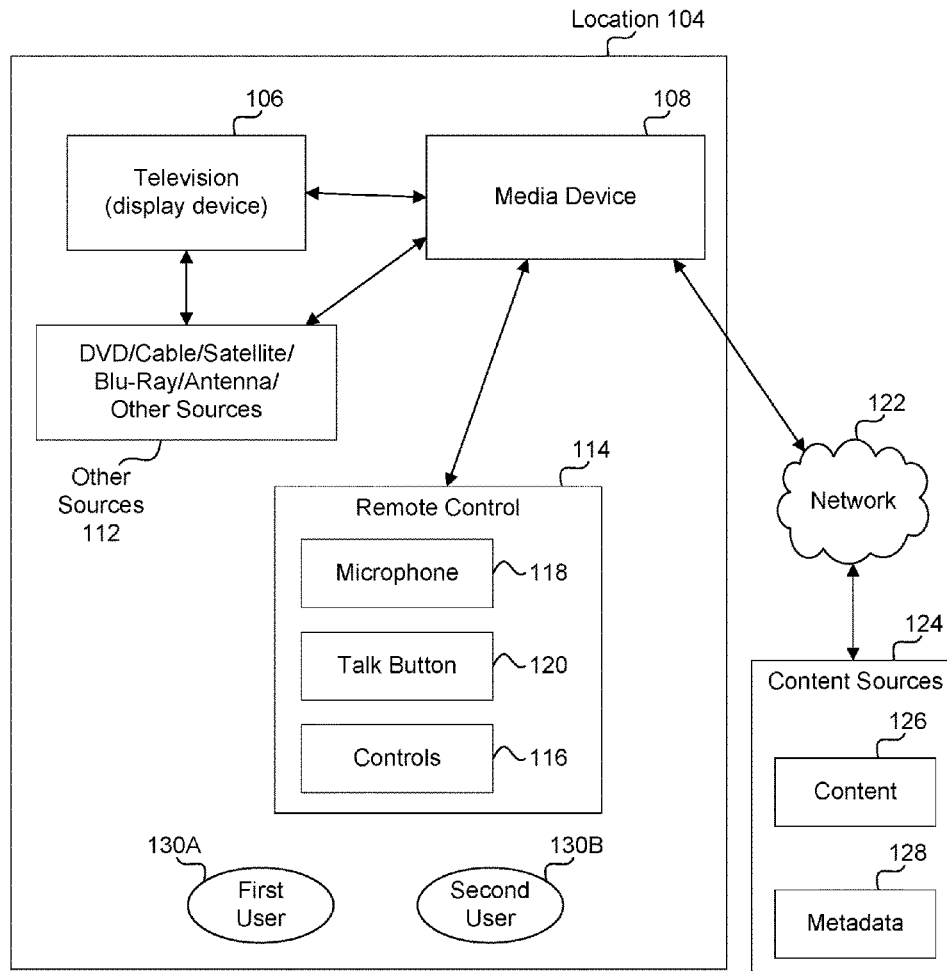 Location 104
106
108
Television
(display device)
Media Device
DVD/Cable/Satellite/
Blu-Ray/Antenna/
Other Sources
Other
Sources
112
122
Network
114
Remote Control
Microphone
118
Talk Button
120
Controls
116
124
Content Sources
126
Content
128
Metadata
130A
First
User
130B
Second
User